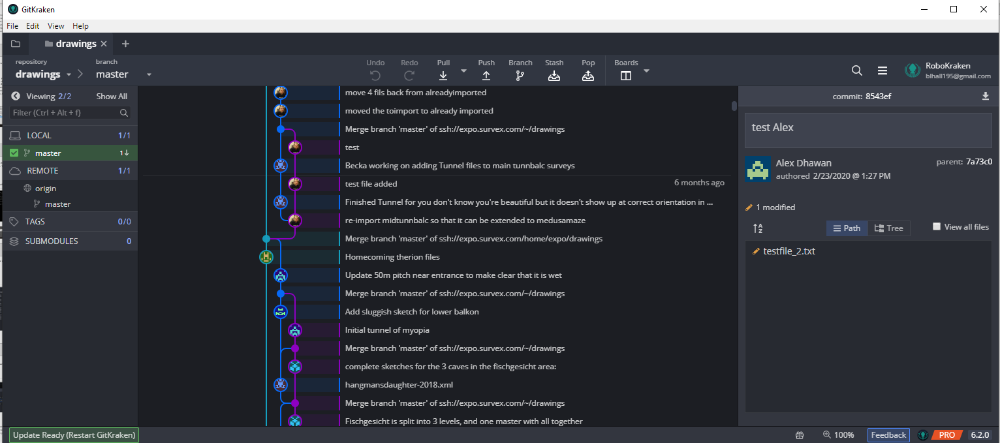 GitKraken
File Edit View Help
drawings
repository
drawings
branch
master
Undo
Redo
Pull
Push
Branch
Stash
Pop
Boards
RoboKraken
blhall195@gmail.com
Viewing 2/2 Show All
Filter (Ctrl + Alt + f)
LOCAL 1/1
master 1↓
REMOTE 1/1
origin
master
TAGS 0/0
SUBMODULES 0
move 4 fils back from alreadyimported
moved the toimport to already imported
Merge branch 'master' of ssh://expo.survex.com/~/drawings
test
Becka working on adding Tunnel files to main tunnbalc surveys
test file added 6 months ago
Finished Tunnel for you don't know you're beautiful but it doesn't show up at correct orientation in ...
re-import midtunnbalc so that it can be extended to medusamaze
Merge branch 'master' of ssh://expo.survex.com/home/expo/drawings
Homecoming therion files
Update 50m pitch near entrance to make clear that it is wet
Merge branch 'master' of ssh://expo.survex.com/~/drawings
Add sluggish sketch for lower balkon
Initial tunnel of myopia
Merge branch 'master' of ssh://expo.survex.com/~/drawings
complete sketches for the 3 caves in the fischgesicht area:
hangmansdaughter-2018.xml
Merge branch 'master' of ssh://expo.survex.com/~/drawings
Fischgesicht is split into 3 levels, and one master with all together
commit: 8543ef
test Alex
Alex Dhawan parent: 7a73c0
authored 2/23/2020 @ 1:27 PM
1 modified
Path Tree View all files
testfile_2.txt
Update Ready (Restart GitKraken)
100% Feedback PRO 6.2.0